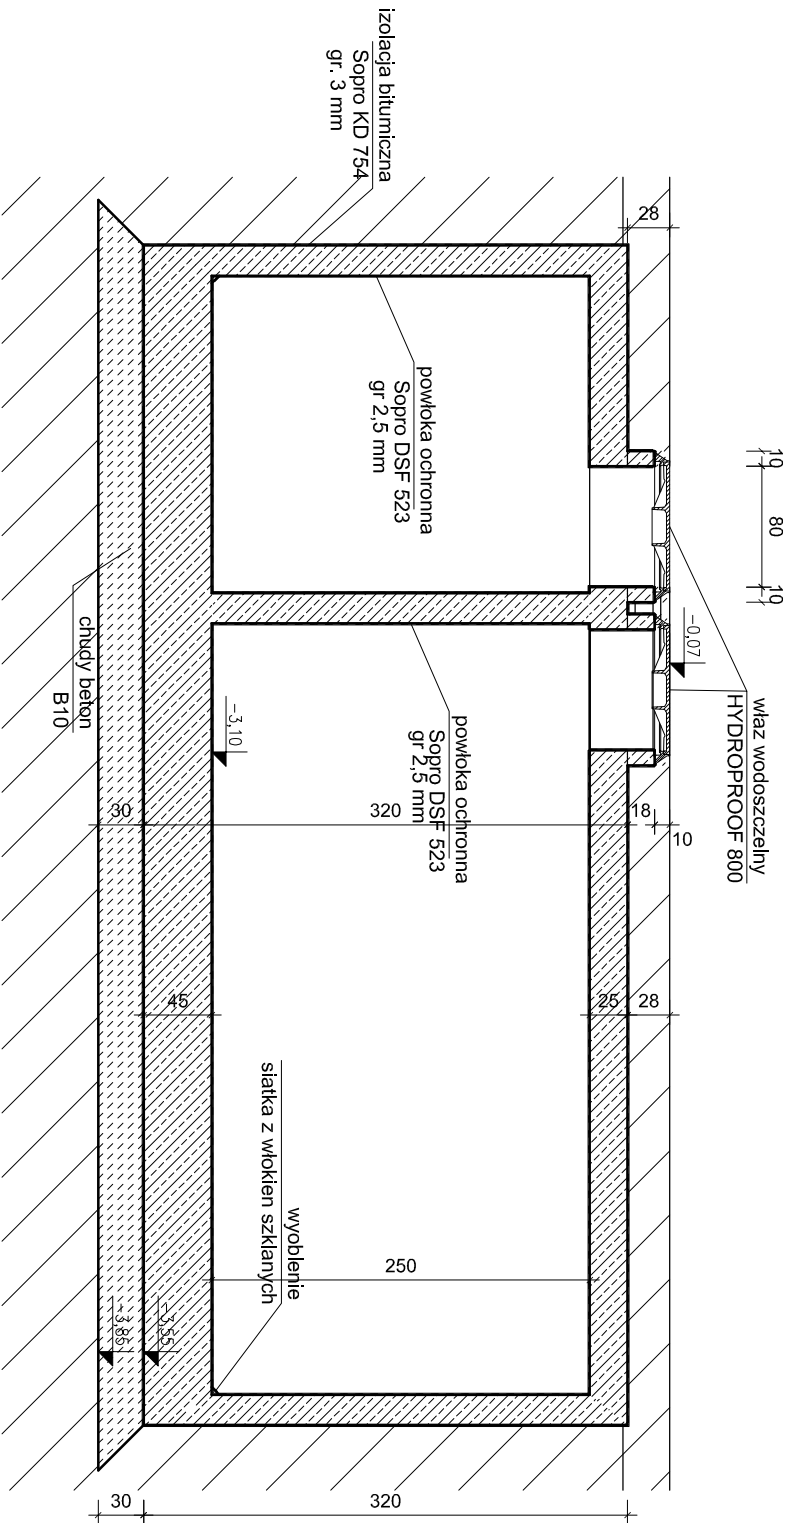 izolacja bitumiczna
Sopro KD 754
gr. 3 mm
28
10
80
10
powłoka ochronna
Sopro DSF 523
gr 2,5 mm
-0,07
właz wodoszczelny
HYDROPROOF 800
chudy beton
B10
-3,10
powłoka ochronna
Sopro DSF 523
gr 2,5 mm
30
320
18
10
45
25
28
siatka z włokien szklanych
wyoblenie
250
-3,85
-3,55
30
320